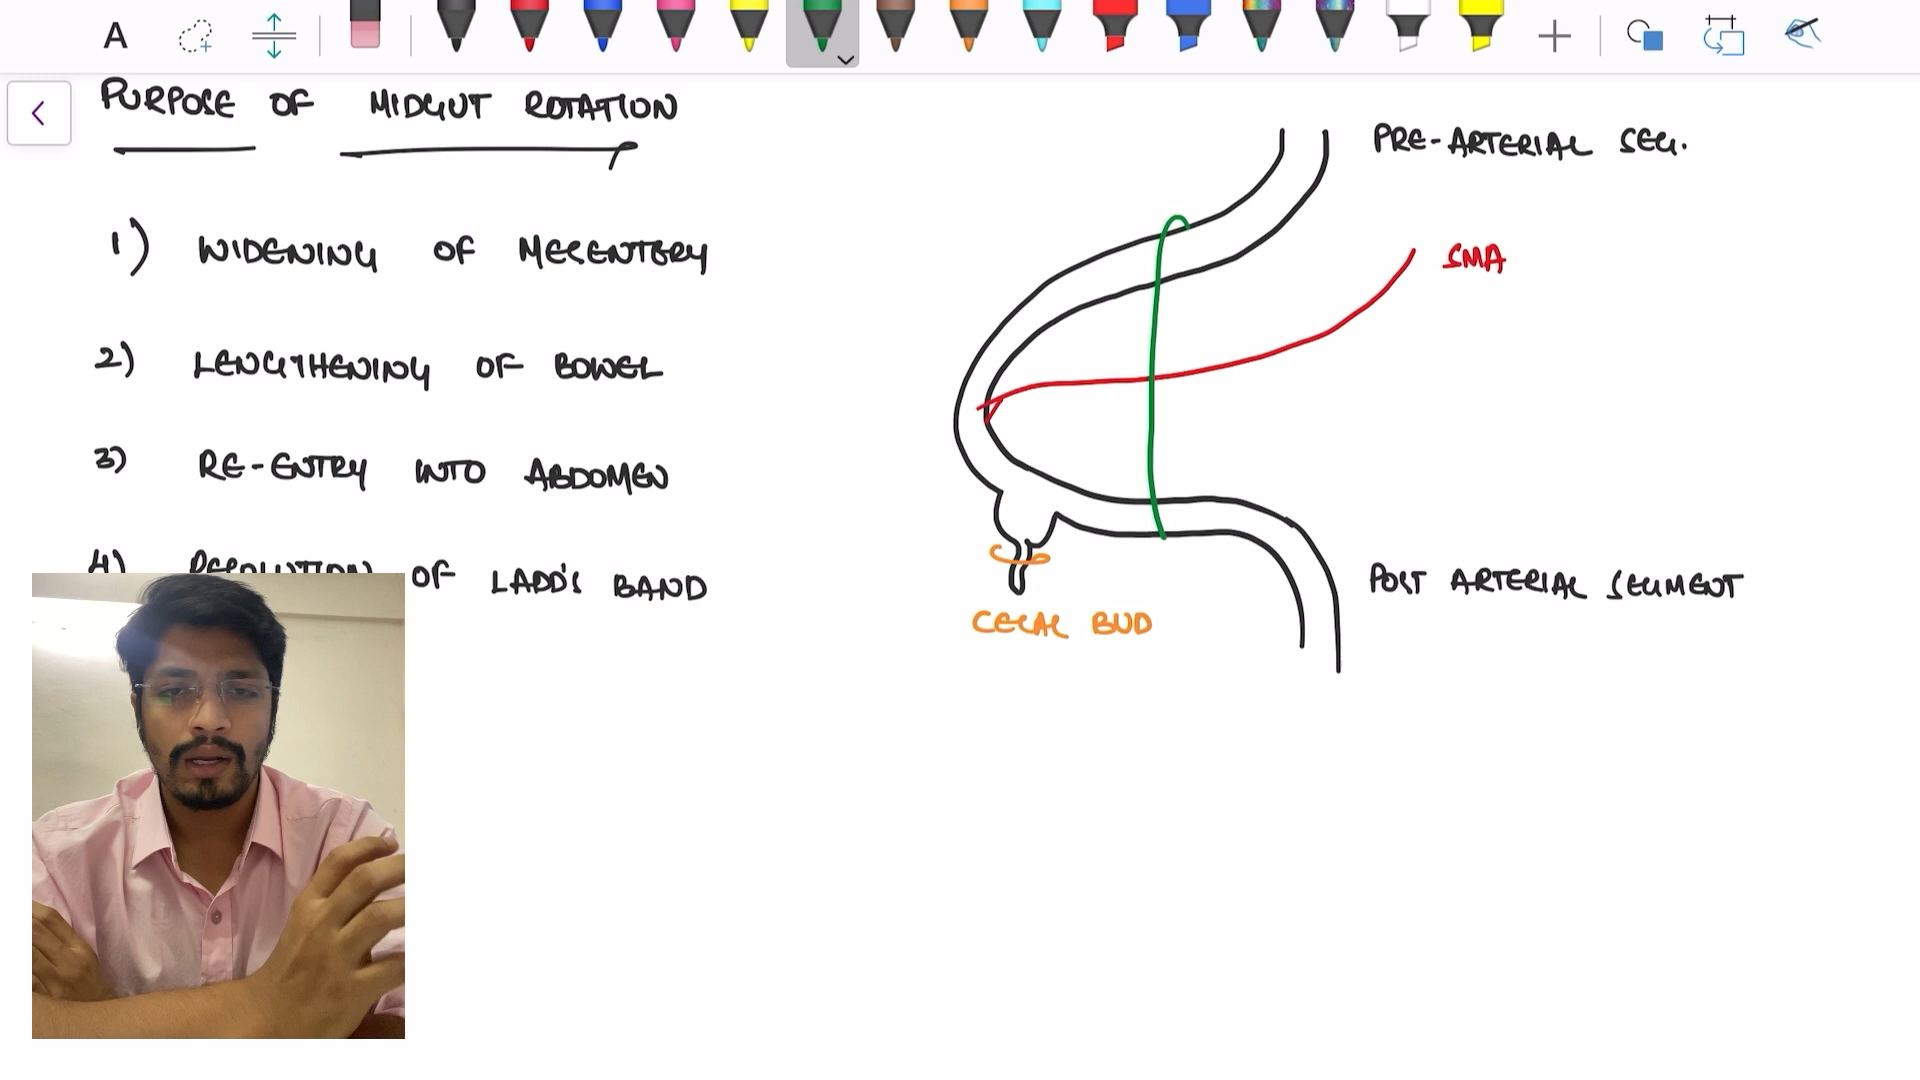 A
PURPOSE OF MIDGUT ROTATION
1) WIDENING OF MESENTERY
2) LENGTHENING OF BOWEL
3) RE-ENTRY INTO ABDOMEN
4) RESOLUTION OF LADD'S BAND
PRE-ARTERIAL SEG.
SMA
POST ARTERIAL SEGMENT
CECAL BUD